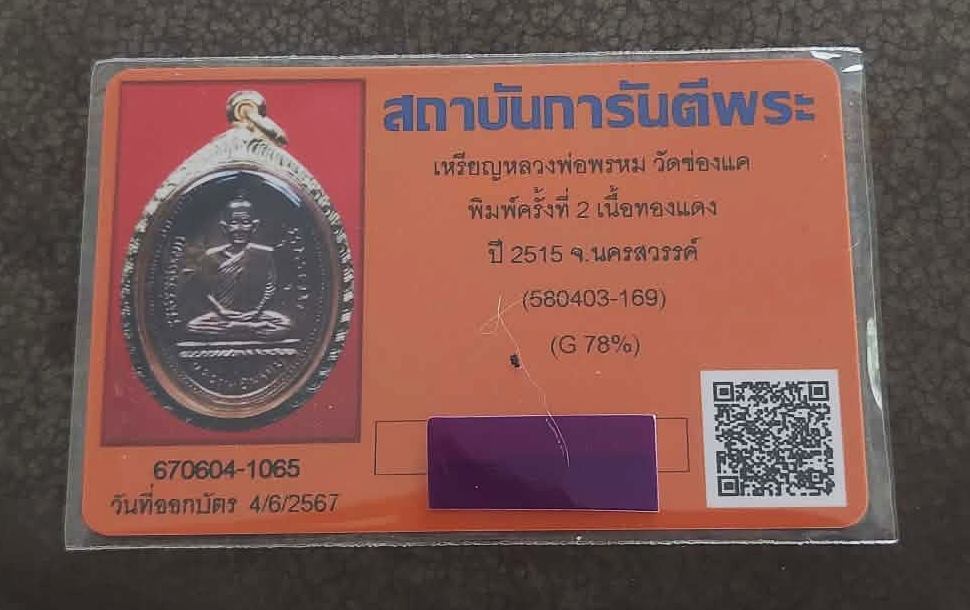 สถาบันการันตีพระ
เหรียญหลวงพ่อพรหม วัดช่องแค
พิมพ์ครั้งที่ 2 เนื้อทองแดง
ปี 2515 จ.นครสวรรค์
(580403-169)
(G 78%)
670604-1065
วันที่ออกบัตร 4/6/2567